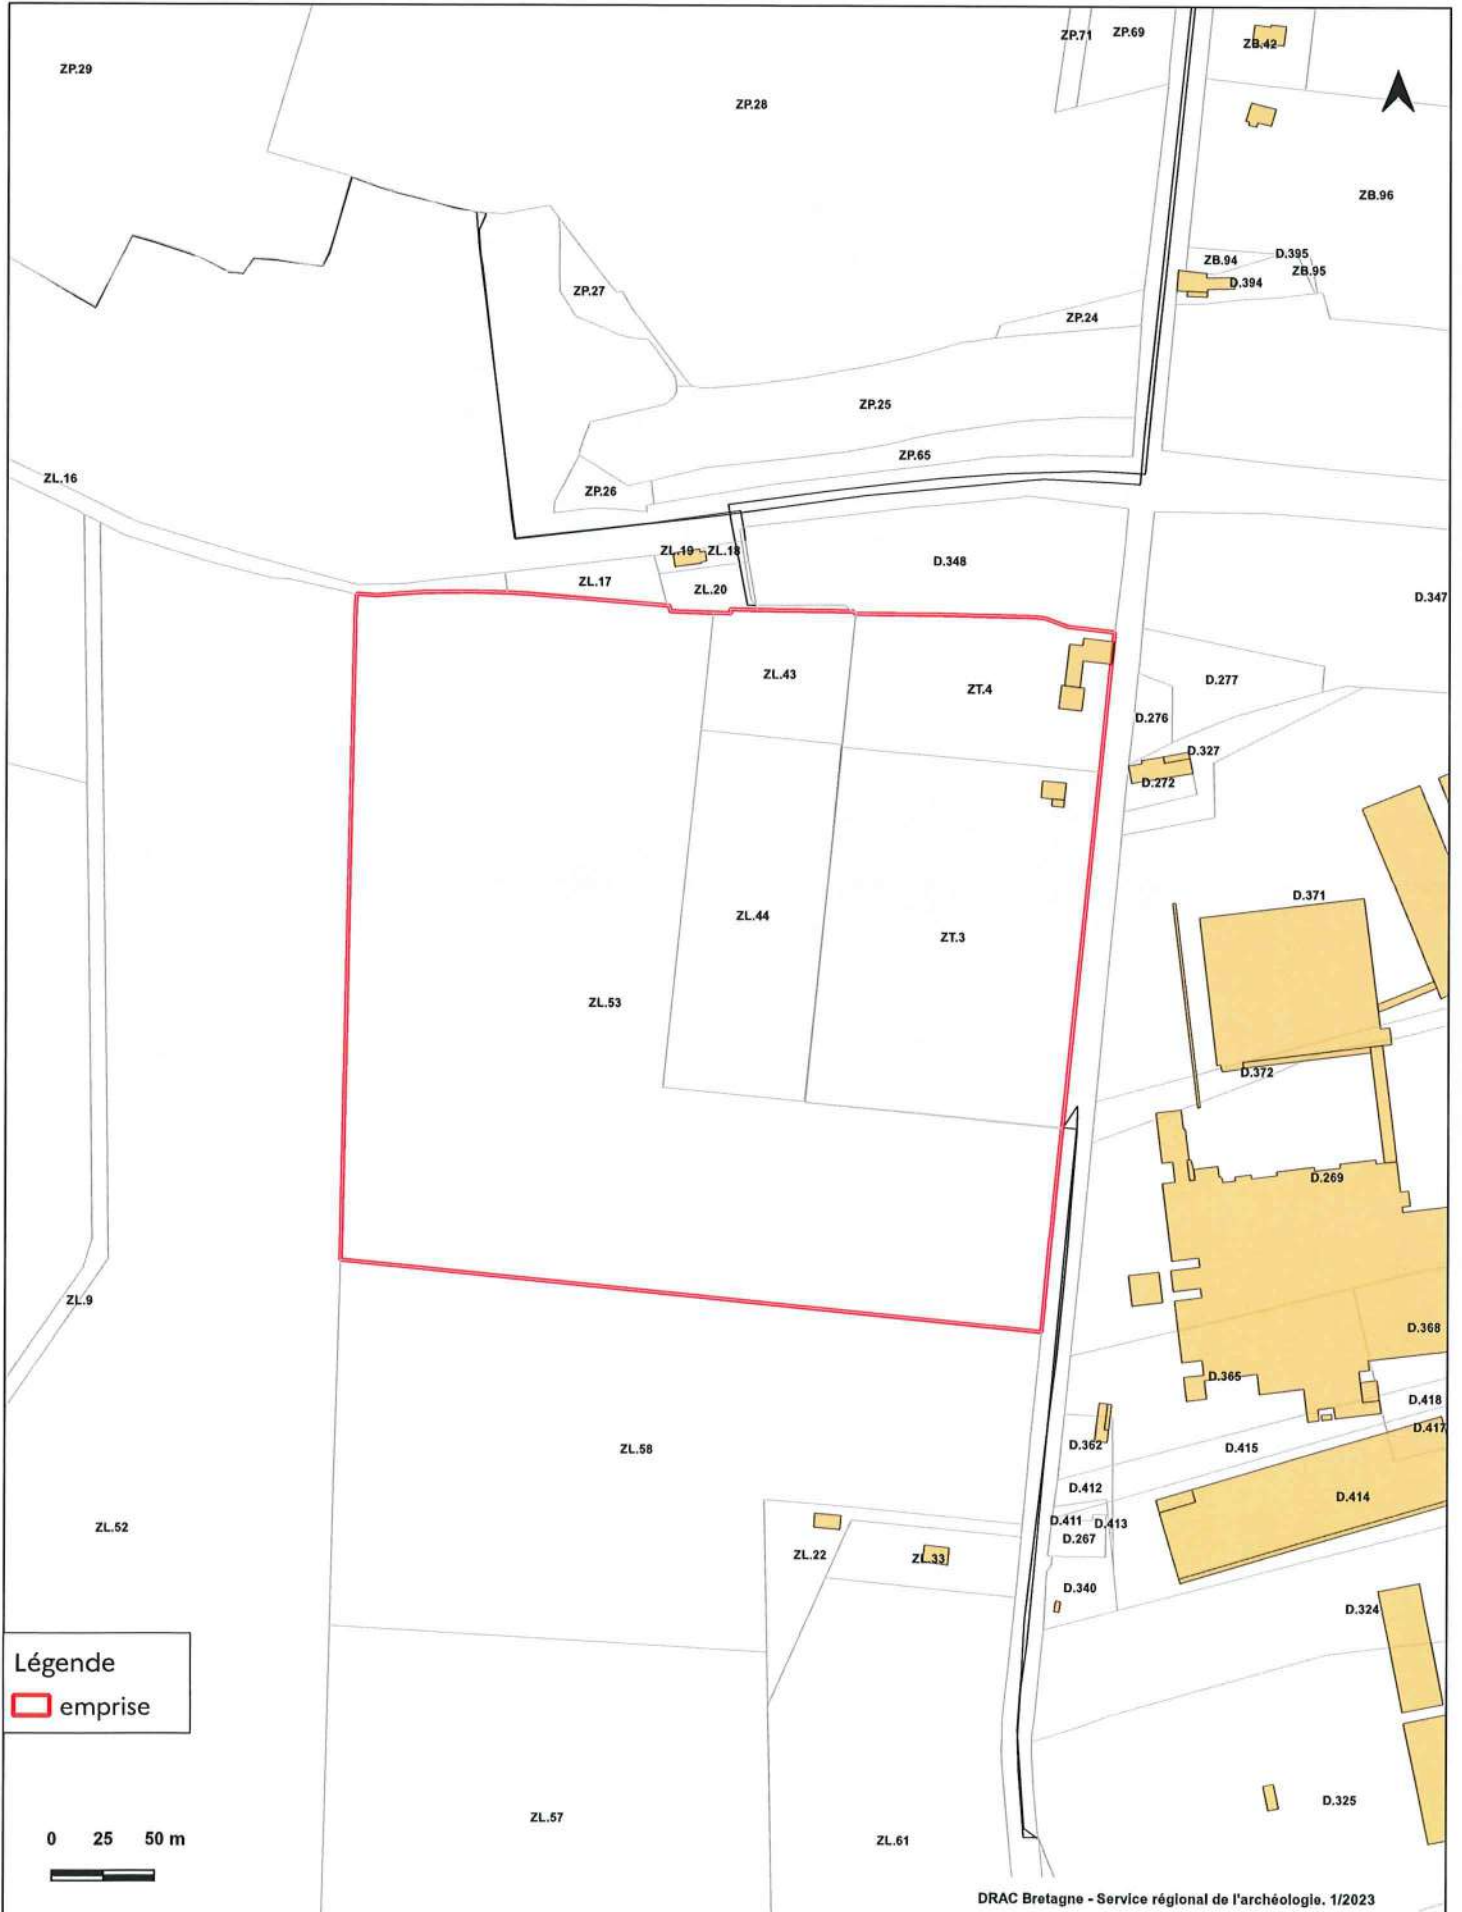 ZP.71 ZP.69
ZB.42
ZP.29
ZP.28
ZB.96
D.395
ZB.94
ZB.95
D.394
ZP.27
ZP.24
ZP.25
ZP.65
ZL.16
ZP.26
ZL.19 ZL.18
D.348
ZL.17
ZL.20
D.347
ZL.43
D.277
ZT.4
D.276
D.327
D.272
D.371
ZL.44
ZT.3
ZL.53
D.372
D.269
ZL.9
D.368
D.365
D.418
D.417
D.362
D.415
ZL.58
D.412
D.414
D.411 D.413
ZL.52
D.267
ZL.22
ZL.33
D.340
D.324
Légende
emprise
D.325
ZL.57
ZL.61
0 25 50 m
DRAC Bretagne - Service régional de l'archéologie. 1/2023